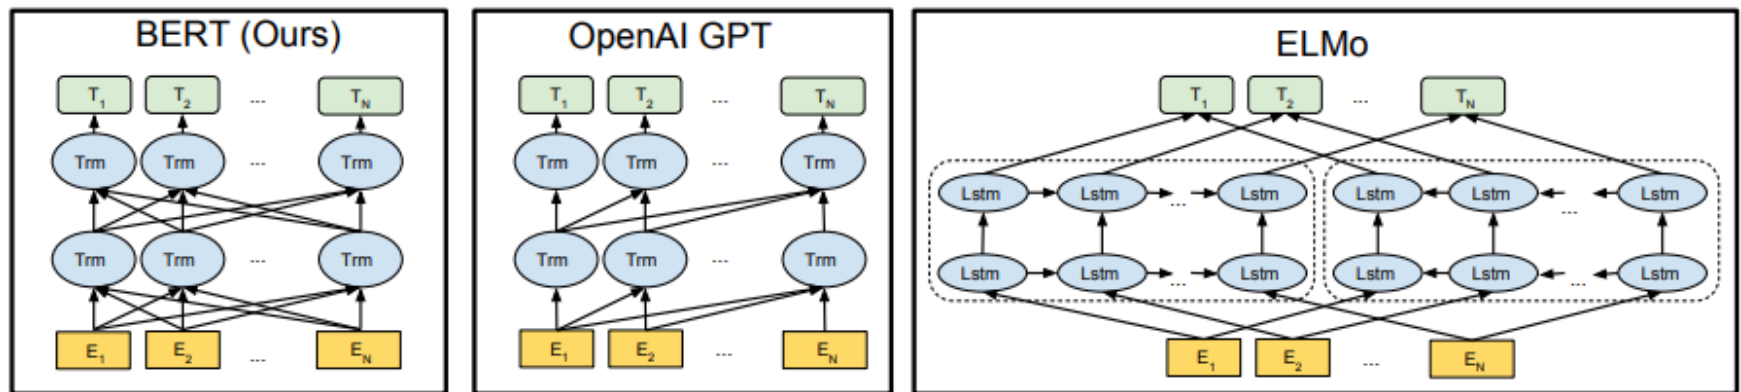 BERT (Ours)
T1 T2 ... TN
Trm Trm ... Trm
Trm Trm ... Trm
E1 E2 ... EN
OpenAI GPT
T1 T2 ... TN
Trm Trm ... Trm
Trm Trm ... Trm
E1 E2 ... EN
ELMo
T1 T2 ... TN
Lstm Lstm ... Lstm Lstm Lstm ... Lstm
Lstm Lstm ... Lstm Lstm Lstm ... Lstm
E1 E2 ... EN